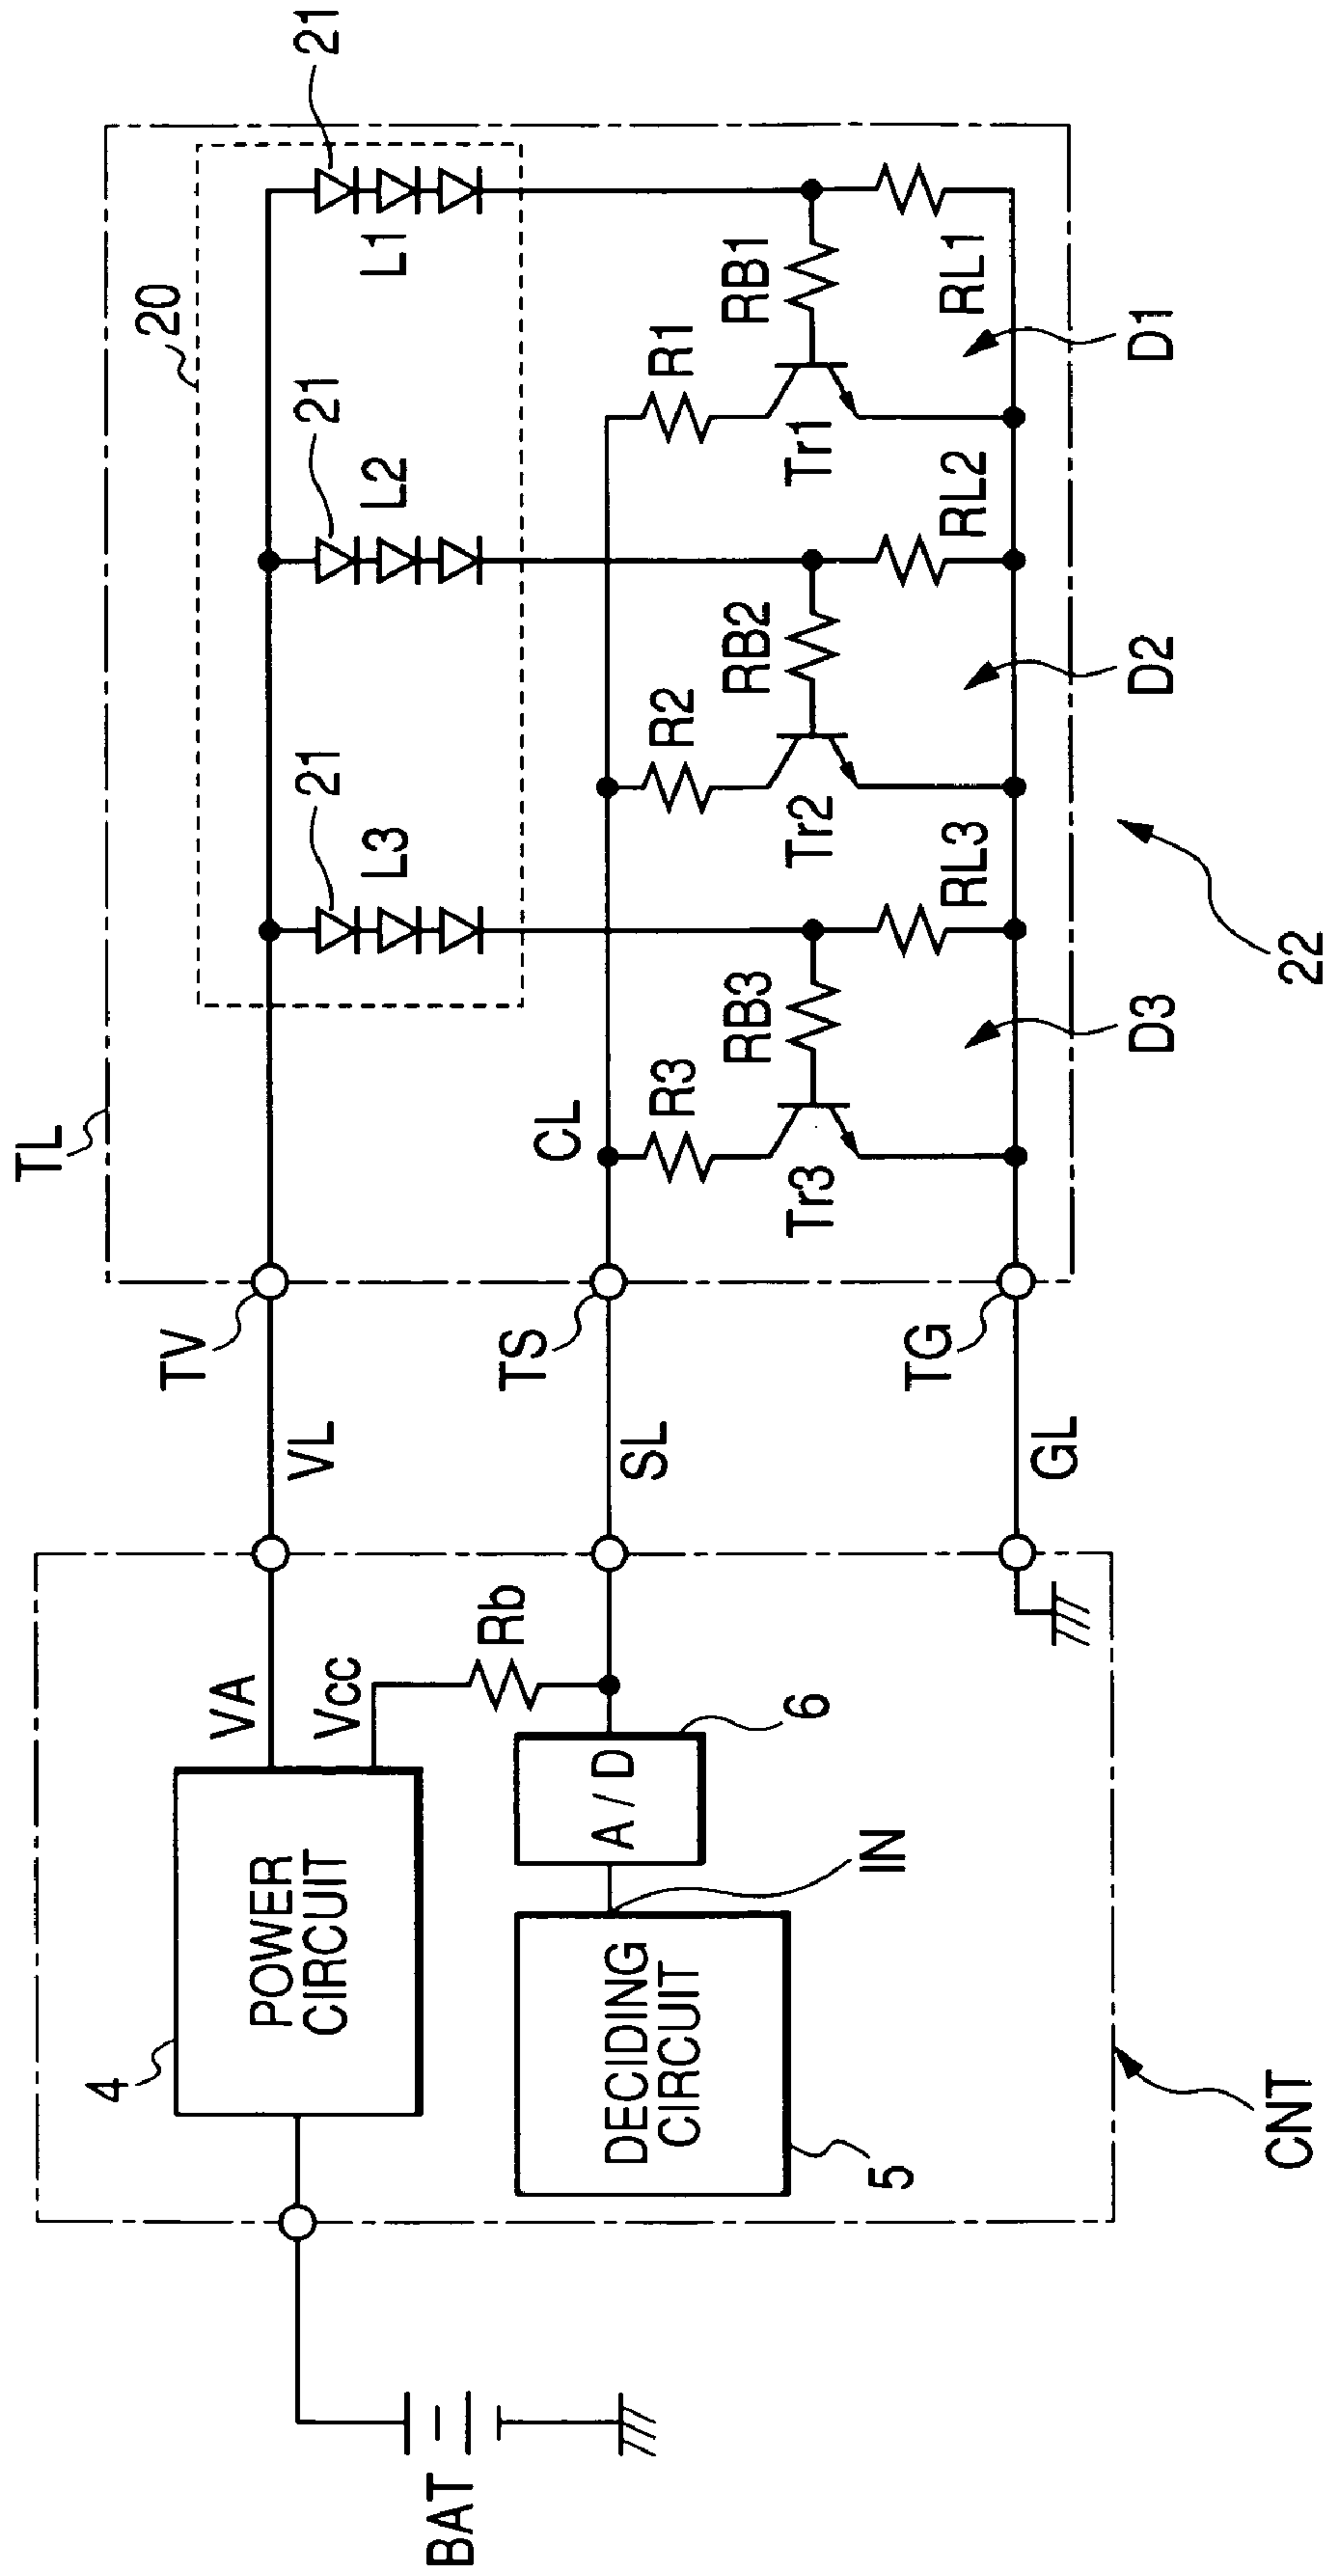 TL
20
21
21
21
L3
L2
L1
TV
VL
VA
Vcc
4
POWER
CIRCUIT
BAT
Rb
TS
SL
CL
R3
R2
R1
RB3
RB2
RB1
Tr3
Tr2
Tr1
RL3
RL2
RL1
A / D
6
IN
DECIDING
CIRCUIT
5
TG
GL
D3
D2
D1
22
CNT